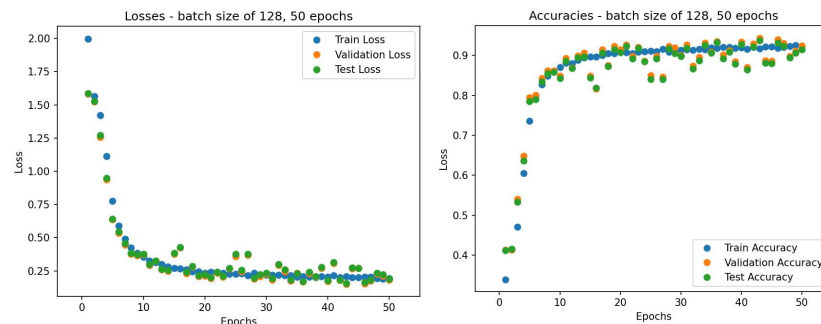 Losses - batch size of 128, 50 epochs
2.00
1.75
1.50
1.25
1.00
0.75
0.50
0.25
Loss
Train Loss
Validation Loss
Test Loss
0 10 20 30 40 50
Epochs
Accuracies - batch size of 128, 50 epochs
0.9
0.8
0.7
0.6
0.5
0.4
Loss
Train Accuracy
Validation Accuracy
Test Accuracy
0 10 20 30 40 50
Epochs